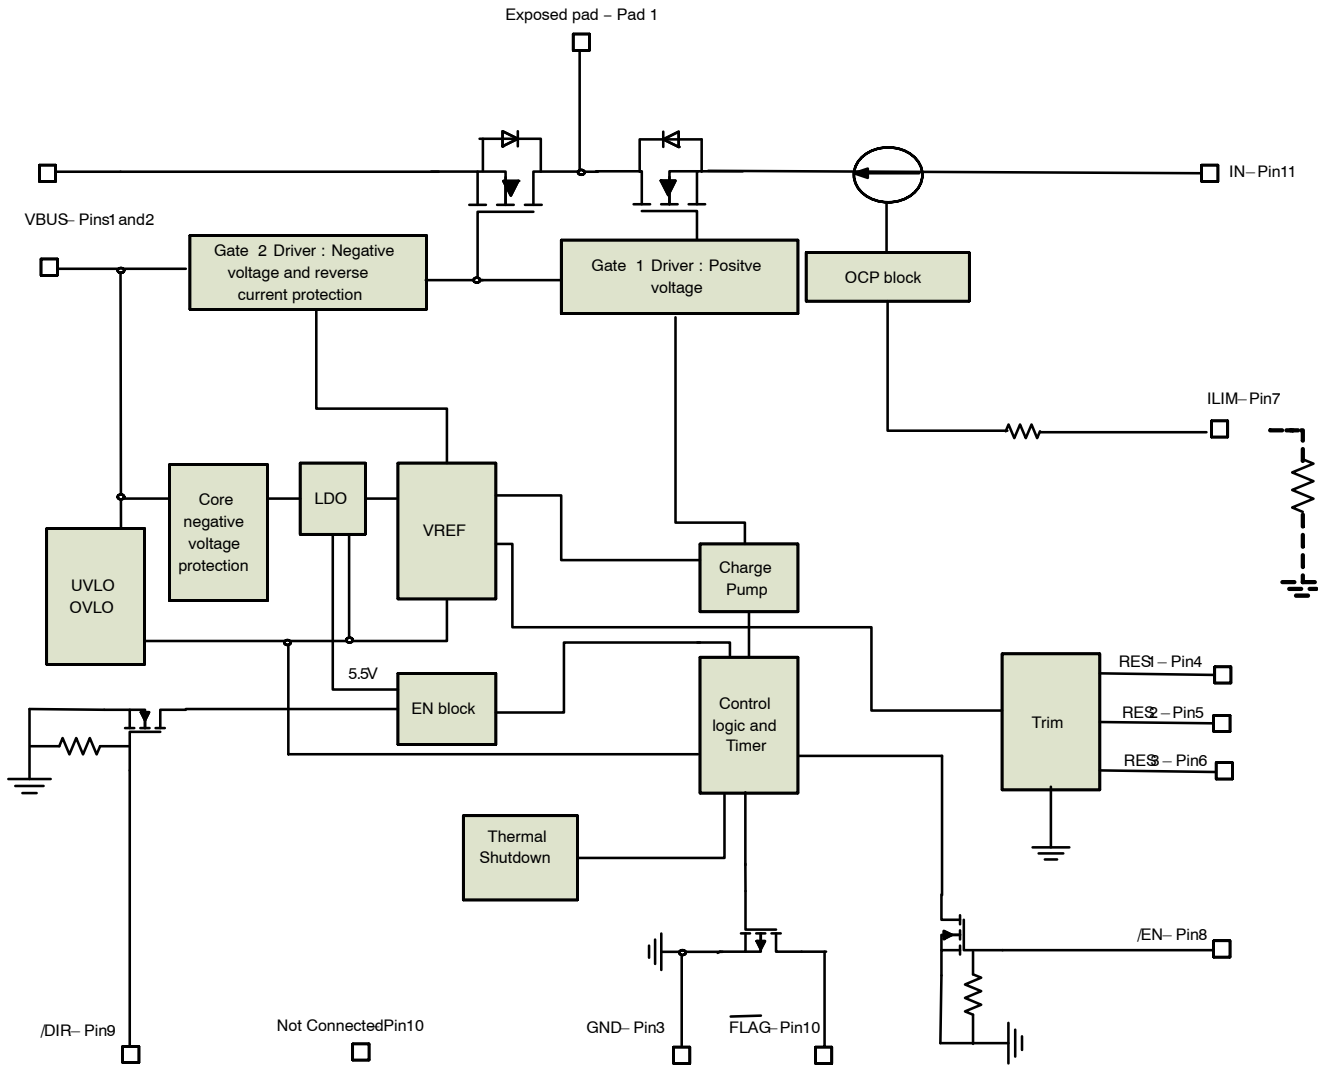 Exposed pad – Pad 1
IN–Pin11
VBUS–Pins1and2
Gate 2 Driver : Negative
voltage and reverse
current protection
Gate 1 Driver : Positve
voltage
OCP block
ILIM–Pin7
Core
negative
voltage
protection
LDO
VREF
UVLO
OVLO
Charge
Pump
5.5V
EN block
Control
logic and
Timer
Trim
RES1–Pin4
RES2–Pin5
RES3–Pin6
Thermal
Shutdown
/EN–Pin8
/DIR–Pin9
Not ConnectedPin10
GND–Pin3
FLAG–Pin10